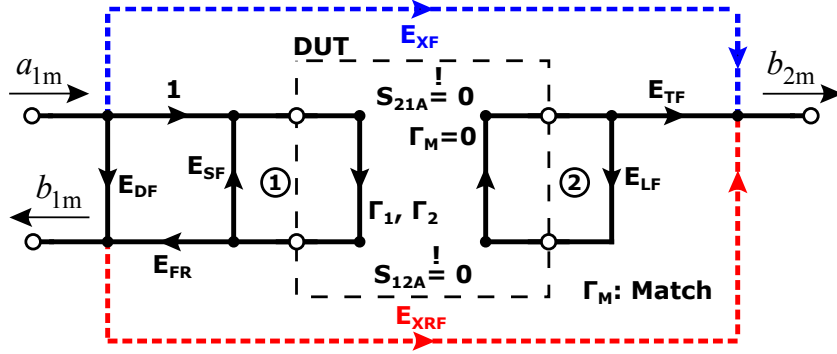 E_XF
DUT
a_1m
1
S_21A = 0
!
Γ_M=0
E_TF
b_2m
E_DF
E_SF
1
2
E_LF
b_1m
Γ_1, Γ_2
E_FR
!
S_12A = 0
Γ_M: Match
E_XRF